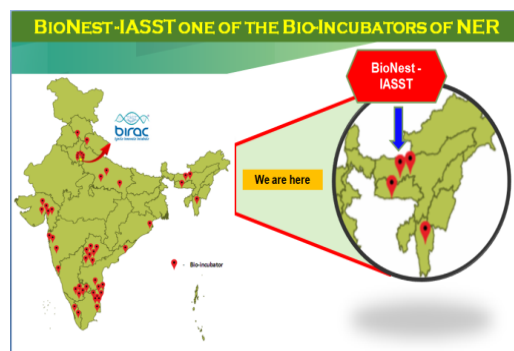 BIONEST-IASST ONE OF THE BIO-INCUBATORS OF NER
BioNest -
IASST
birac
We are here
- Bio-incubator